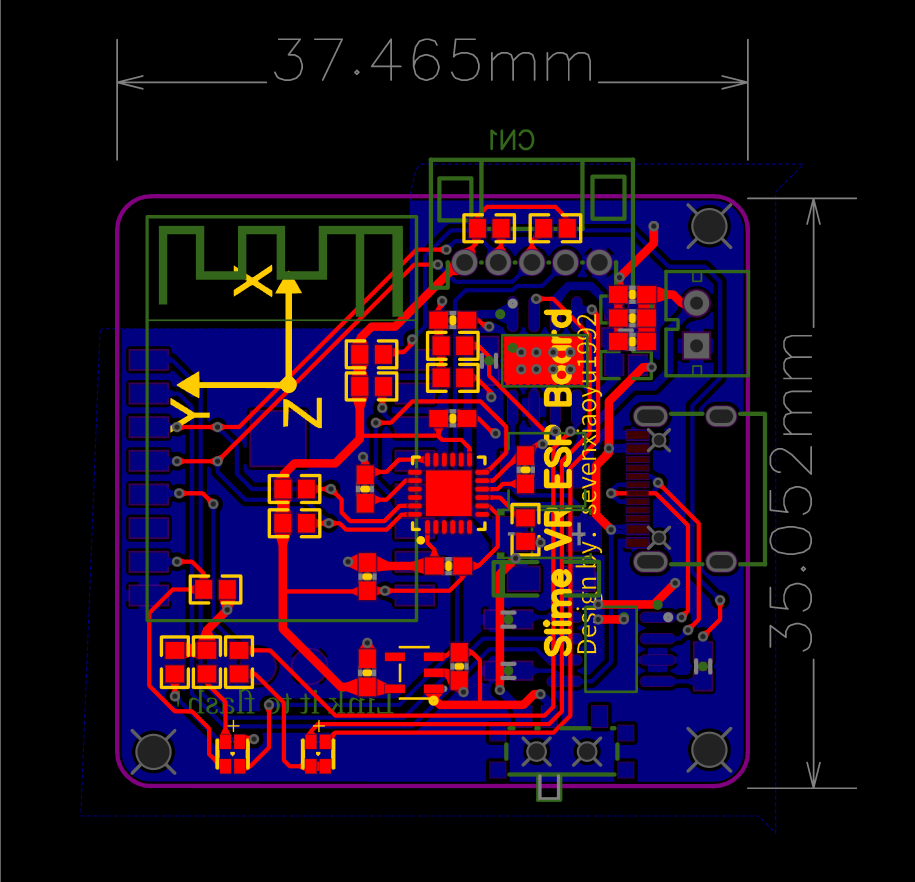 37.465mm
CN1
X
Y
Z
35.052mm
Slime VR ESP Board
Design by: sevenxiaoyu1992
Link it to flash!
+
+
+